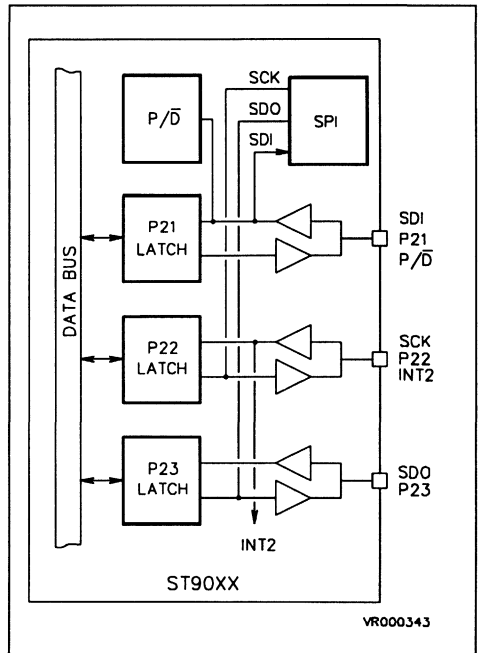 SCK
SDO
SDI
P/D̅
SPI
P21
LATCH
SDI
P21
P/D̅
DATA BUS
P22
LATCH
SCK
P22
INT2
P23
LATCH
SDO
P23
INT2
ST90XX
VR000343